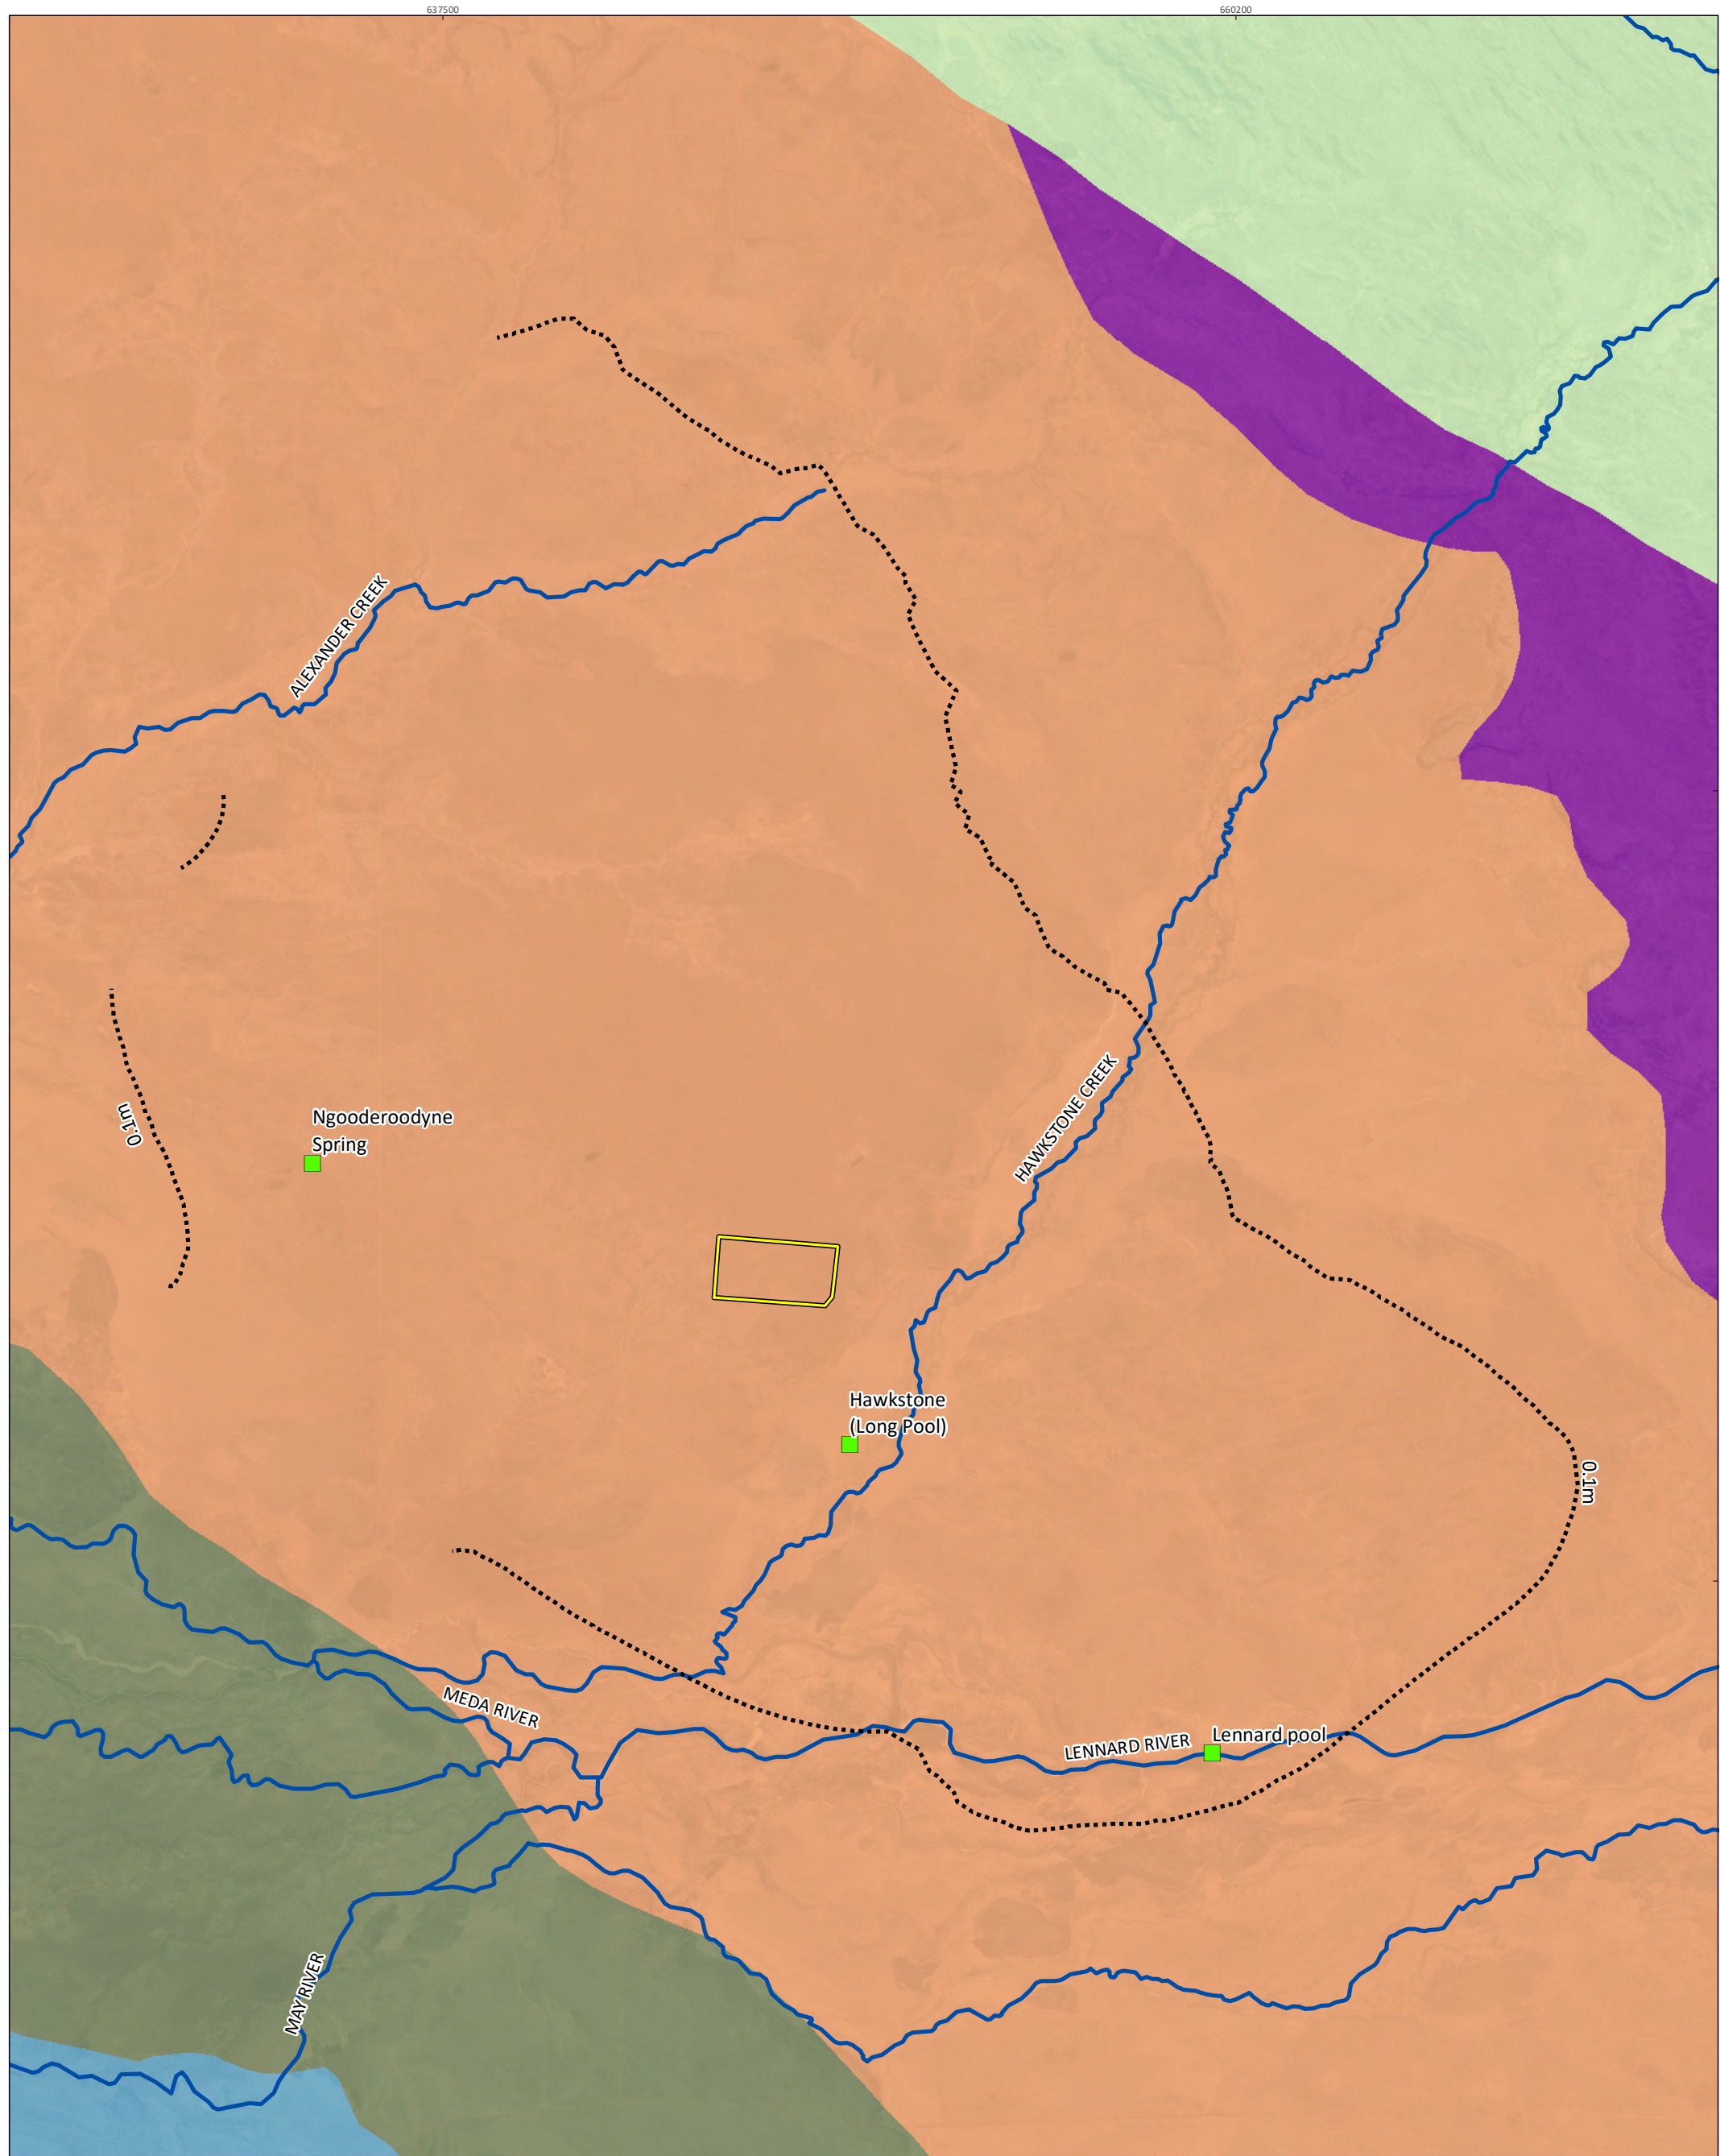 637500
660200
ALEXANDER CREEK
HAWKSTONE CREEK
0.1m
Ngooderoodyne
Spring
Hawkstone
(Long Pool)
0.1m
MEDA RIVER
LENNARD RIVER
Lennard pool
MAY RIVER